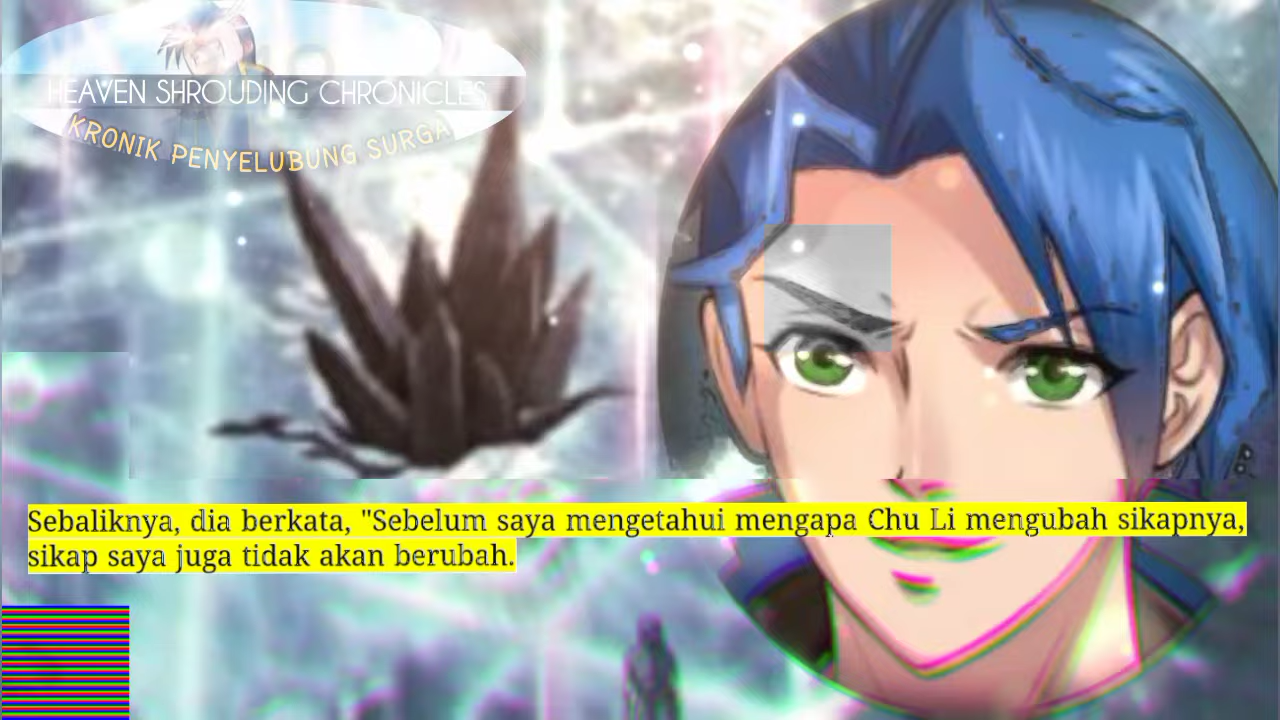 HEAVEN SHROUDING CHRONICLES
KRONIK PENYELUBUNG SURGA
Sebaliknya, dia berkata, "Sebelum saya mengetahui mengapa Chu Li mengubah sikapnya,
sikap saya juga tidak akan berubah.